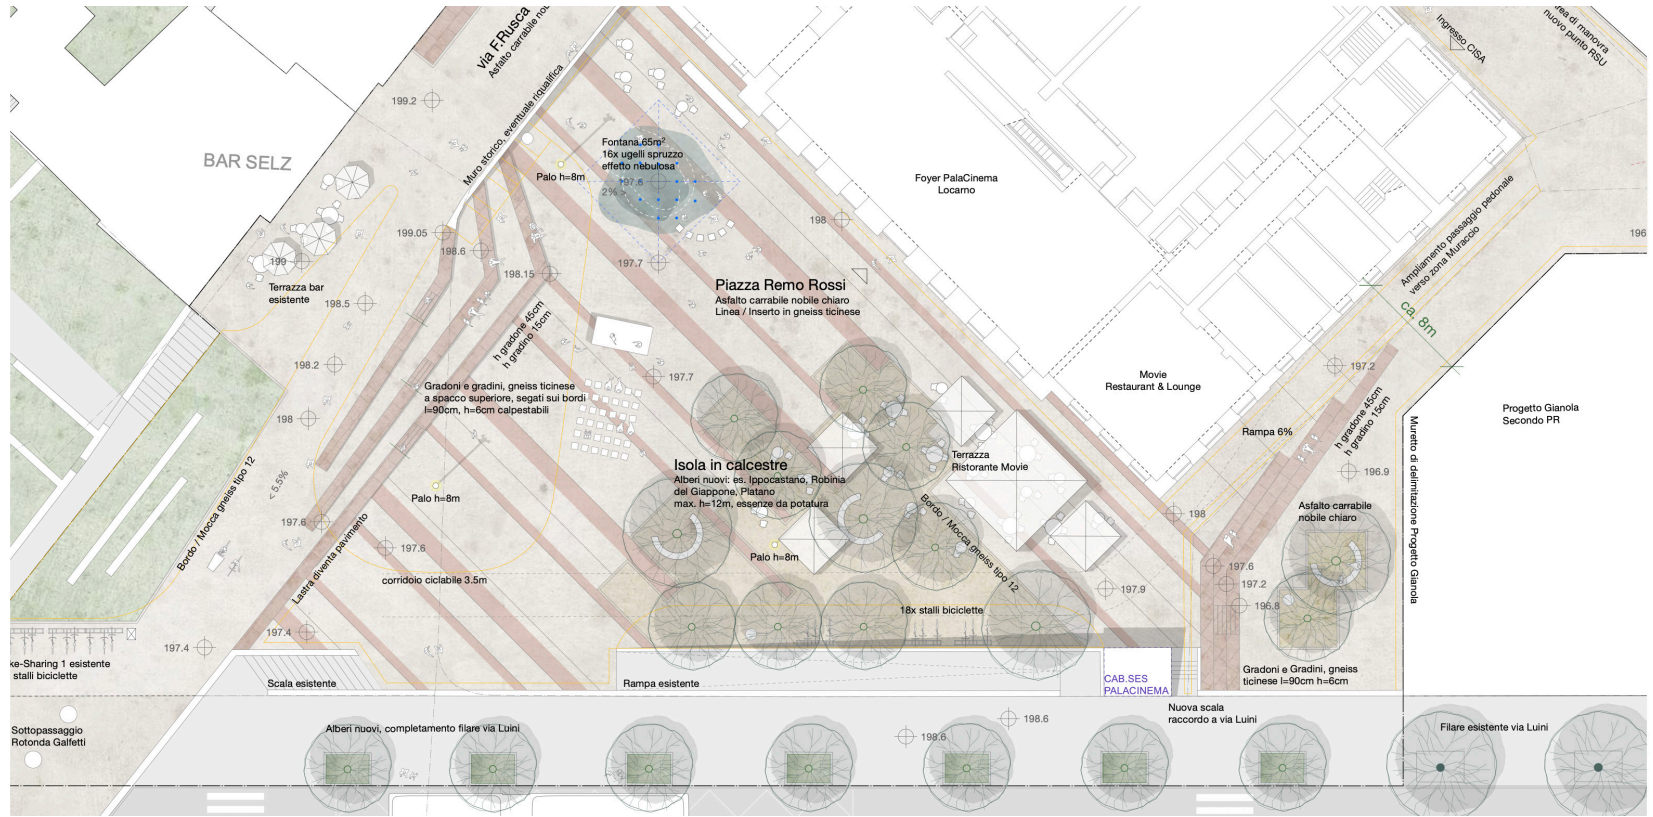 via F.Rusca
Asfalto carrabile
Ingresso CISA
area di manovra
nuovo punto RSU
199.2
BAR SELZ
Muro storico, eventuale riqualifica
Fontana 65m²
16x ugelli spruzzo
effetto nebulosa
197.6
2%
Palo h=8m
Foyer PalaCinema
Locarno
198
199.05
198.6
199
198.15
197.7
Terrazza bar
esistente
198.5
Piazza Remo Rossi
Asfalto carrabile nobile chiaro
Linea / Inserto in gneiss ticinese
Ampliamento passaggio pedonale
verso zona Muraccio
196
ca. 8m
h gradone 45cm
h gradino 15cm
198.2
197.7
197.2
Gradoni e gradini, gneiss ticinese
a spacco superiore, segati sui bordi
l=90cm, h=6cm calpestabili
Movie
Restaurant & Lounge
Progetto Gianola
Secondo PR
198
h gradone 45cm
h gradino 15cm
Rampa 6%
Isola in calcestre
Alberi nuovi: es. Ippocastano, Robinia
del Giappone, Platano
max. h=12m, essenze da potatura
Terrazza
Ristorante Movie
196.9
Bordo / Mocca gneiss tipo 12
< 5.5%
Palo h=8m
Bordo / Mocca gneiss tipo 12
Muretto di delimitazione Progetto Gianola
Asfalto carrabile
nobile chiaro
198
197.6
Lastra diventa pavimento
197.6
Palo h=8m
corridoio ciclabile 3.5m
197.6
197.2
197.9
196.8
18x stalli biciclette
197.4
197.4
ke-Sharing 1 esistente
stalli biciclette
Scala esistente
Rampa esistente
CAB.SES
PALACINEMA
Gradoni e Gradini, gneiss
ticinese l=90cm h=6cm
Nuova scala
raccordo a via Luini
198.6
198.6
Sottopassaggio
Rotonda Galfetti
Alberi nuovi, completamento filare via Luini
Filare esistente via Luini